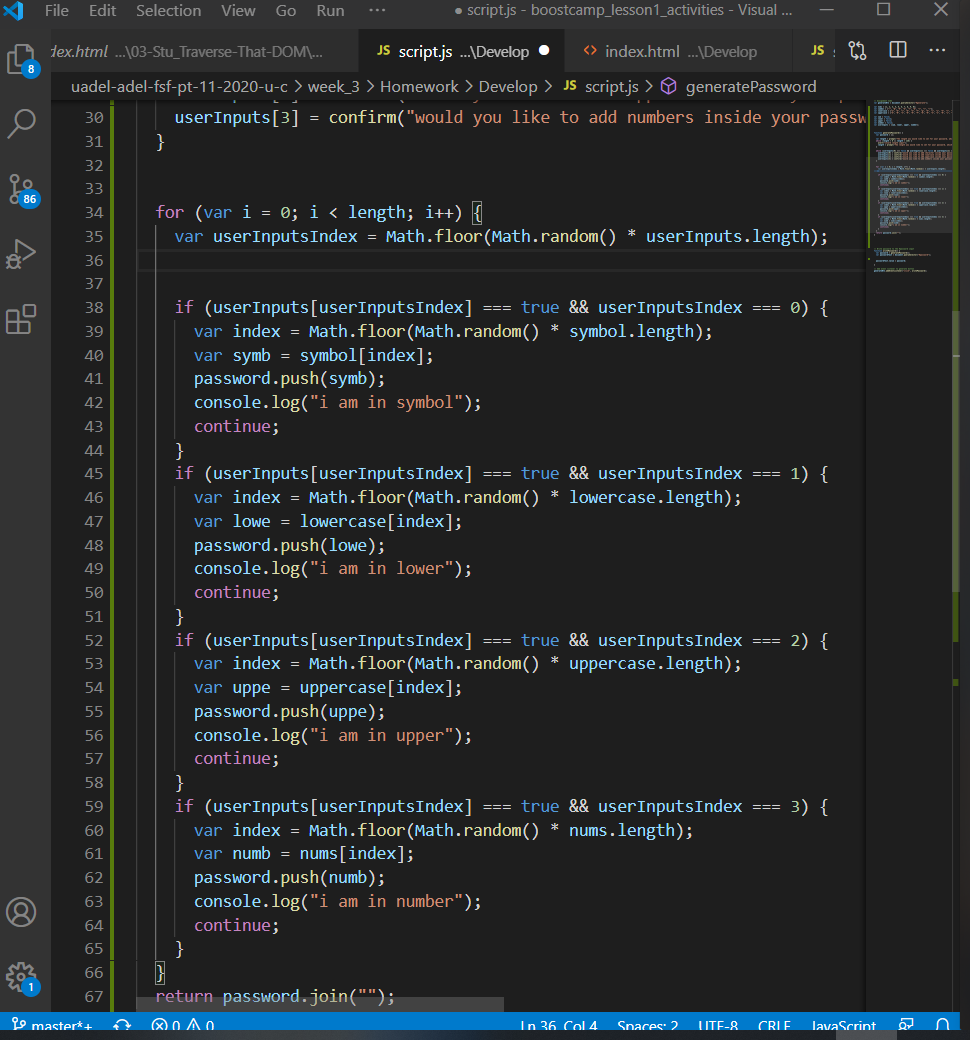 File Edit Selection View Go Run ··· ● script.js - boostcamp_lesson1_activities - Visual ...
dex.html ...\03-Stu_Traverse-That-DOM\... JS script.js ...\Develop ● <> index.html ...\Develop JS
uadel-adel-fsf-pt-11-2020-u-c > week_3 > Homework > Develop > JS script.js > generatePassword
8
86
1
30 userInputs[3] = confirm("would you like to add numbers inside your passw
31 }
32
33
34 for (var i = 0; i < length; i++) {
35 var userInputsIndex = Math.floor(Math.random() * userInputs.length);
36
37
38 if (userInputs[userInputsIndex] === true && userInputsIndex === 0) {
39 var index = Math.floor(Math.random() * symbol.length);
40 var symb = symbol[index];
41 password.push(symb);
42 console.log("i am in symbol");
43 continue;
44 }
45 if (userInputs[userInputsIndex] === true && userInputsIndex === 1) {
46 var index = Math.floor(Math.random() * lowercase.length);
47 var lowe = lowercase[index];
48 password.push(lowe);
49 console.log("i am in lower");
50 continue;
51 }
52 if (userInputs[userInputsIndex] === true && userInputsIndex === 2) {
53 var index = Math.floor(Math.random() * uppercase.length);
54 var uppe = uppercase[index];
55 password.push(uppe);
56 console.log("i am in upper");
57 continue;
58 }
59 if (userInputs[userInputsIndex] === true && userInputsIndex === 3) {
60 var index = Math.floor(Math.random() * nums.length);
61 var numb = nums[index];
62 password.push(numb);
63 console.log("i am in number");
64 continue;
65 }
66 }
67 return password.join("");
master*+ 0 0 Ln 36, Col 4 Spaces: 2 UTF-8 CRLF JavaScript